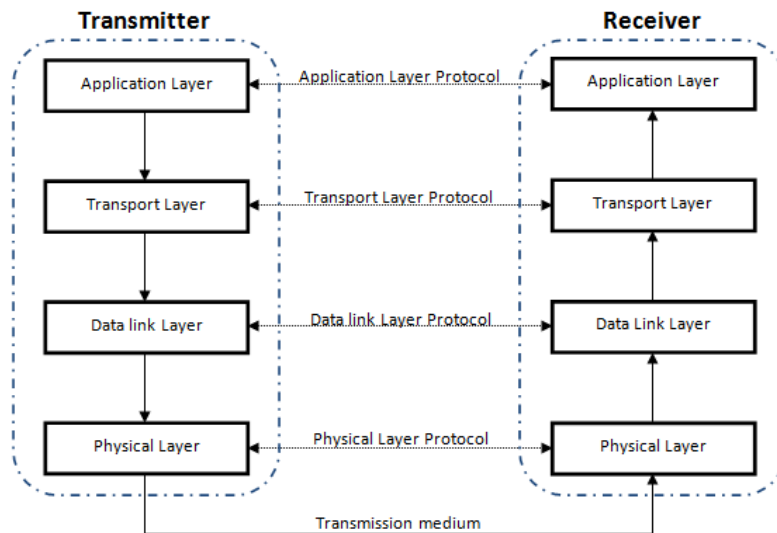 Transmitter
Receiver
Application Layer
Application Layer Protocol
Application Layer
Transport Layer
Transport Layer Protocol
Transport Layer
Data link Layer
Data link Layer Protocol
Data Link Layer
Physical Layer
Physical Layer Protocol
Physical Layer
Transmission medium